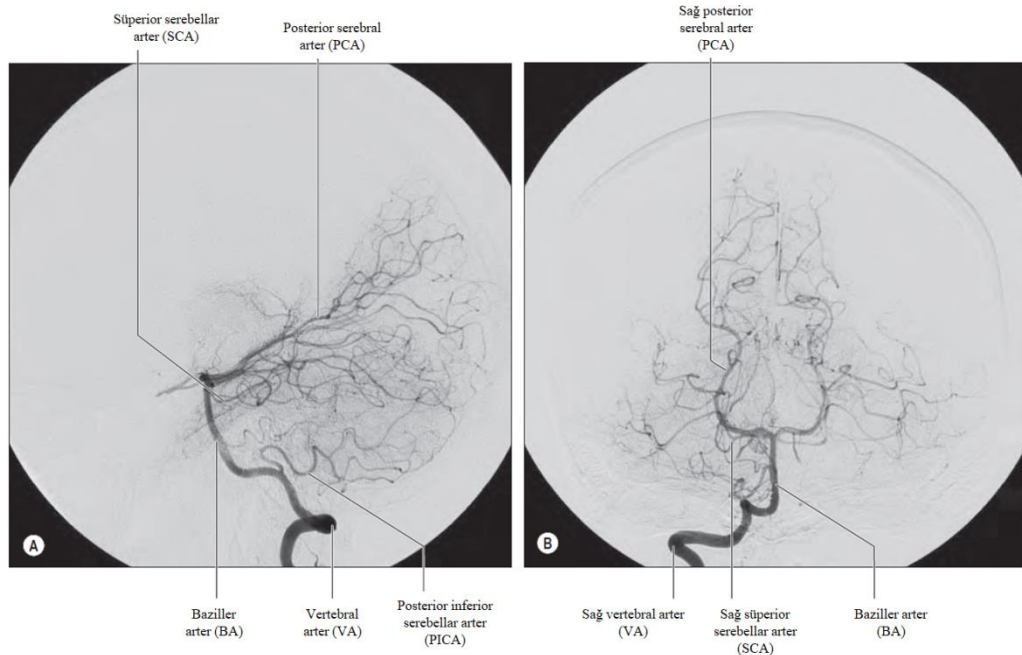 Süperior serebellar
arter (SCA)
Posterior serebral
arter (PCA)
Sağ posterior
serebral arter
(PCA)
A
B
Baziller
arter (BA)
Vertebral
arter (VA)
Posterior inferior
serebellar arter
(PICA)
Sağ vertebral arter
(VA)
Sağ süperior
serebellar arter
(SCA)
Baziller arter
(BA)